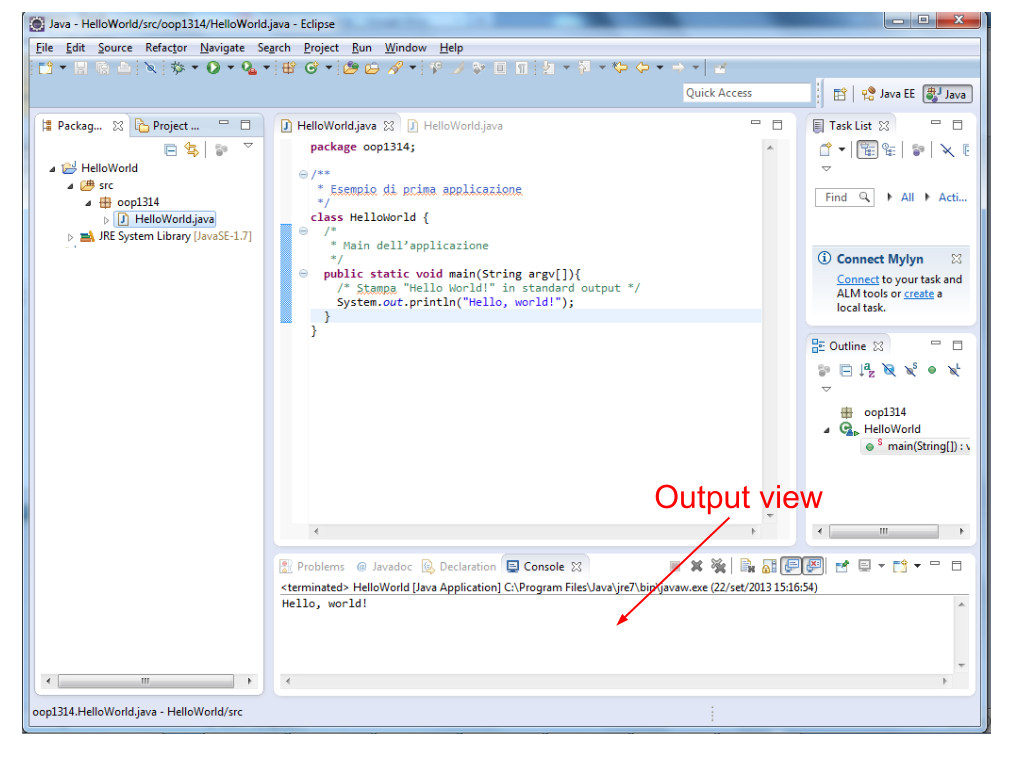 Java - HelloWorld/src/oop1314/HelloWorld.java - Eclipse
File Edit Source Refactor Navigate Search Project Run Window Help
Quick Access
Java EE
Java
Packag...
Project ...
HelloWorld
src
oop1314
HelloWorld.java
JRE System Library [JavaSE-1.7]
HelloWorld.java
HelloWorld.java
package oop1314;
/**
* Esempio di prima applicazione
*/
class HelloWorld {
/*
* Main dell'applicazione
*/
public static void main(String argv[]){
/* Stampa "Hello World!" in standard output */
System.out.println("Hello, world!");
}
}
Task List
Find
All
Acti...
Connect Mylyn
Connect to your task and
ALM tools or create a
local task.
Outline
oop1314
HelloWorld
main(String[]) : v
Output view
Problems @ Javadoc Declaration Console
<terminated> HelloWorld [Java Application] C:\Program Files\Java\jre7\bin\javaw.exe (22/set/2013 15:16:54)
Hello, world!
oop1314.HelloWorld.java - HelloWorld/src